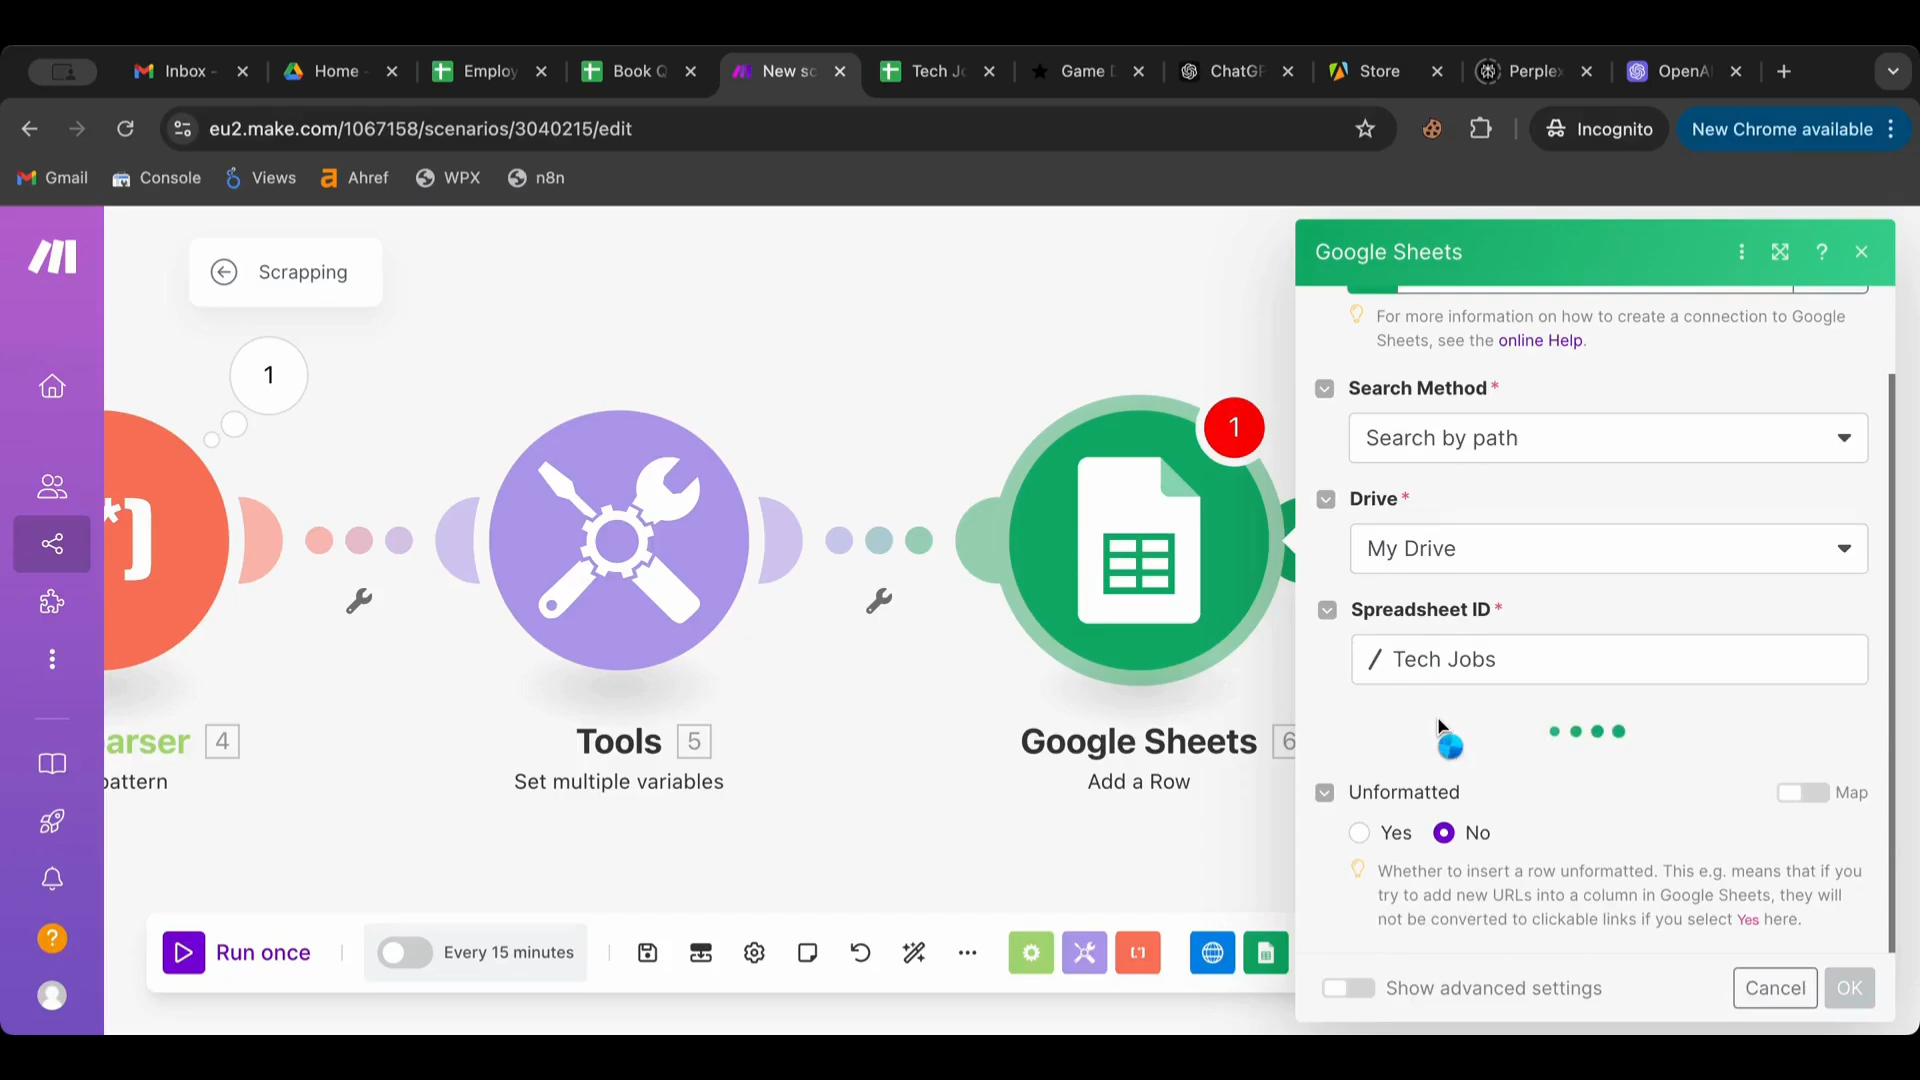 Inbox -
Home -
Employ
Book Q
New sc
Tech Jo
Game D
ChatGP
Store
Perplex
OpenAI
eu2.make.com/1067158/scenarios/3040215/edit
Incognito
New Chrome available
Gmail
Console
Views
Ahref
WPX
n8n
Scrapping
1
1
arser 4
pattern
Tools 5
Set multiple variables
Google Sheets 6
Add a Row
Run once
Every 15 minutes
Google Sheets
For more information on how to create a connection to Google
Sheets, see the online Help.
Search Method *
Search by path
Drive *
My Drive
Spreadsheet ID *
/ Tech Jobs
Unformatted
Map
Yes
No
Whether to insert a row unformatted. This e.g. means that if you
try to add new URLs into a column in Google Sheets, they will
not be converted to clickable links if you select Yes here.
Show advanced settings
Cancel
OK